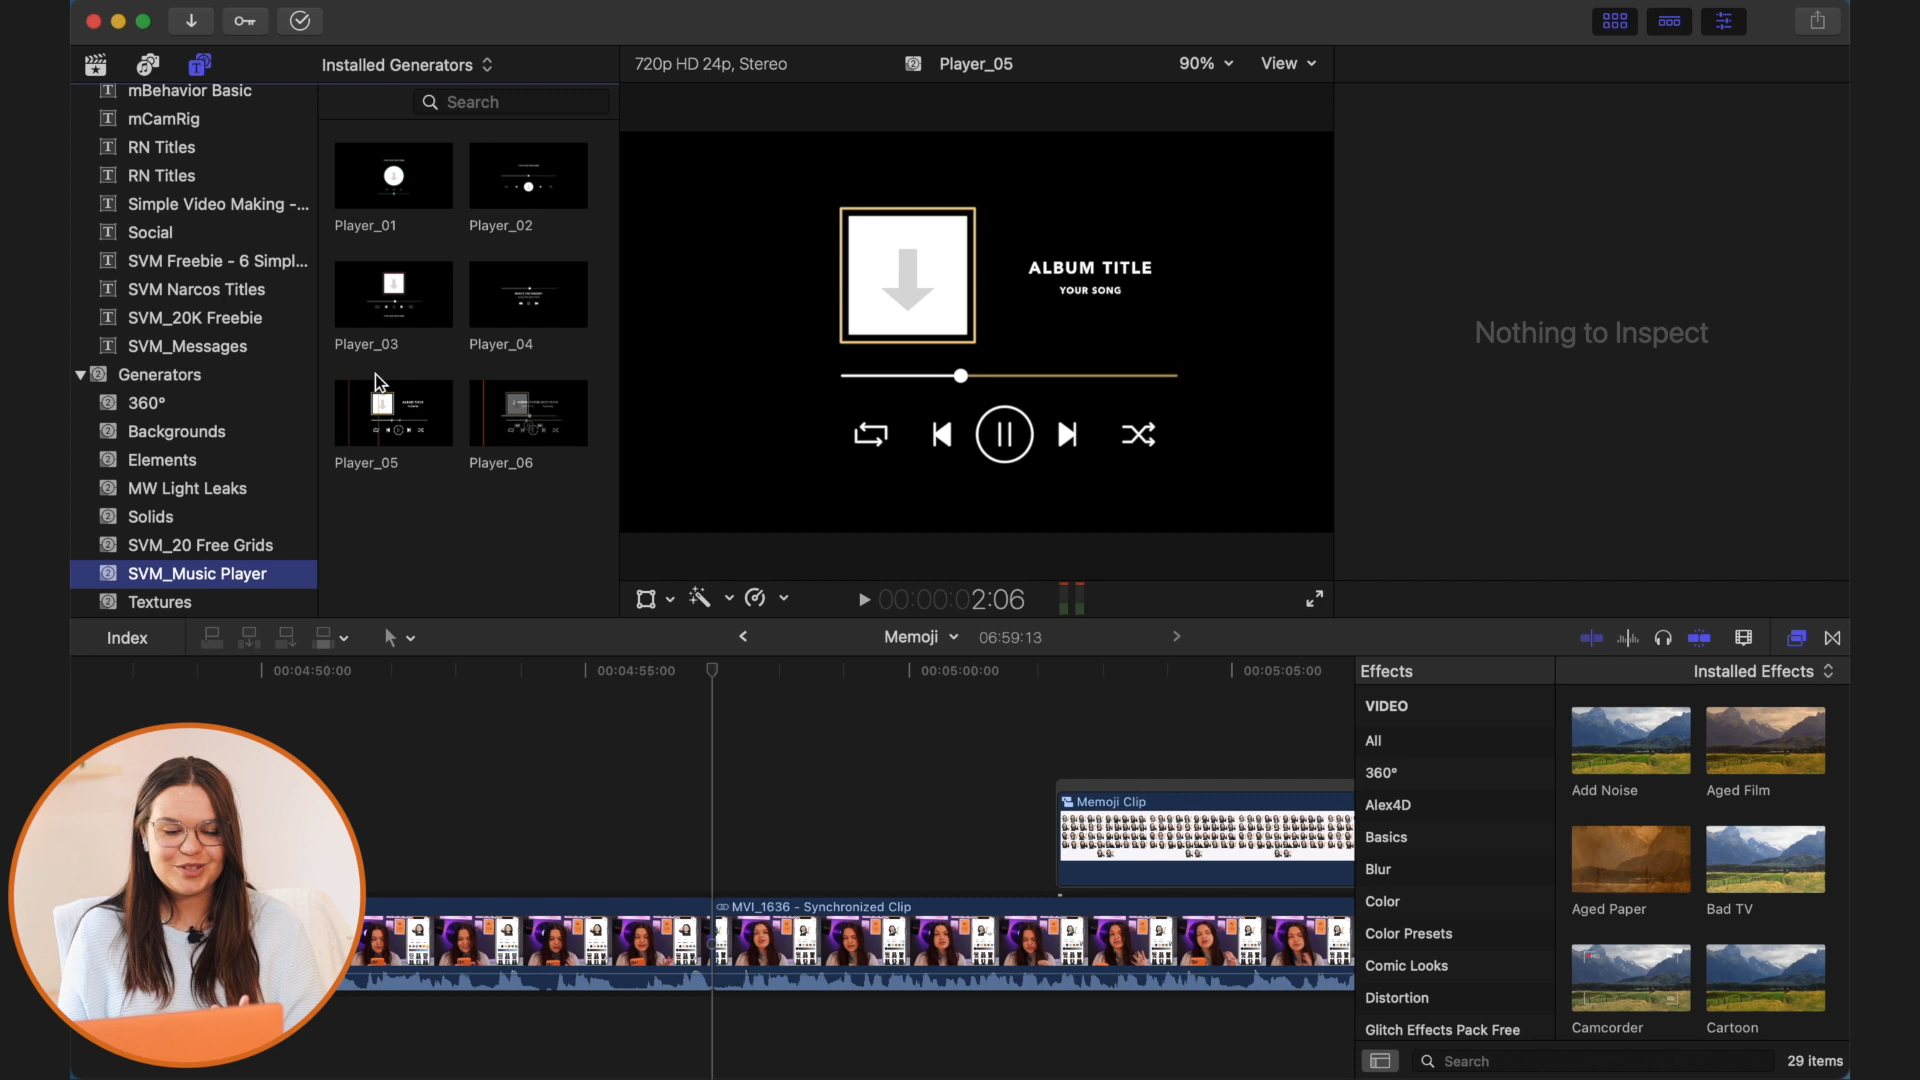 Installed Generators
720p HD 24p, Stereo
Player_05
90%
View
mBehavior Basic
mCamRig
RN Titles
RN Titles
Simple Video Making -...
Social
SVM Freebie - 6 Simpl...
SVM Narcos Titles
SVM_20K Freebie
SVM_Messages
Generators
360°
Backgrounds
Elements
MW Light Leaks
Solids
SVM_20 Free Grids
SVM_Music Player
Textures
Search
Player_01
Player_02
Player_03
Player_04
Player_05
Player_06
ALBUM TITLE
YOUR SONG
Nothing to Inspect
00:00:02:06
Index
Memoji
06:59:13
00:04:50:00
00:04:55:00
00:05:00:00
00:05:05:00
Memoji Clip
MVI_1636 - Synchronized Clip
Effects
Installed Effects
VIDEO
All
360°
Alex4D
Basics
Blur
Color
Color Presets
Comic Looks
Distortion
Glitch Effects Pack Free
Add Noise
Aged Film
Aged Paper
Bad TV
Camcorder
Cartoon
Search
29 items